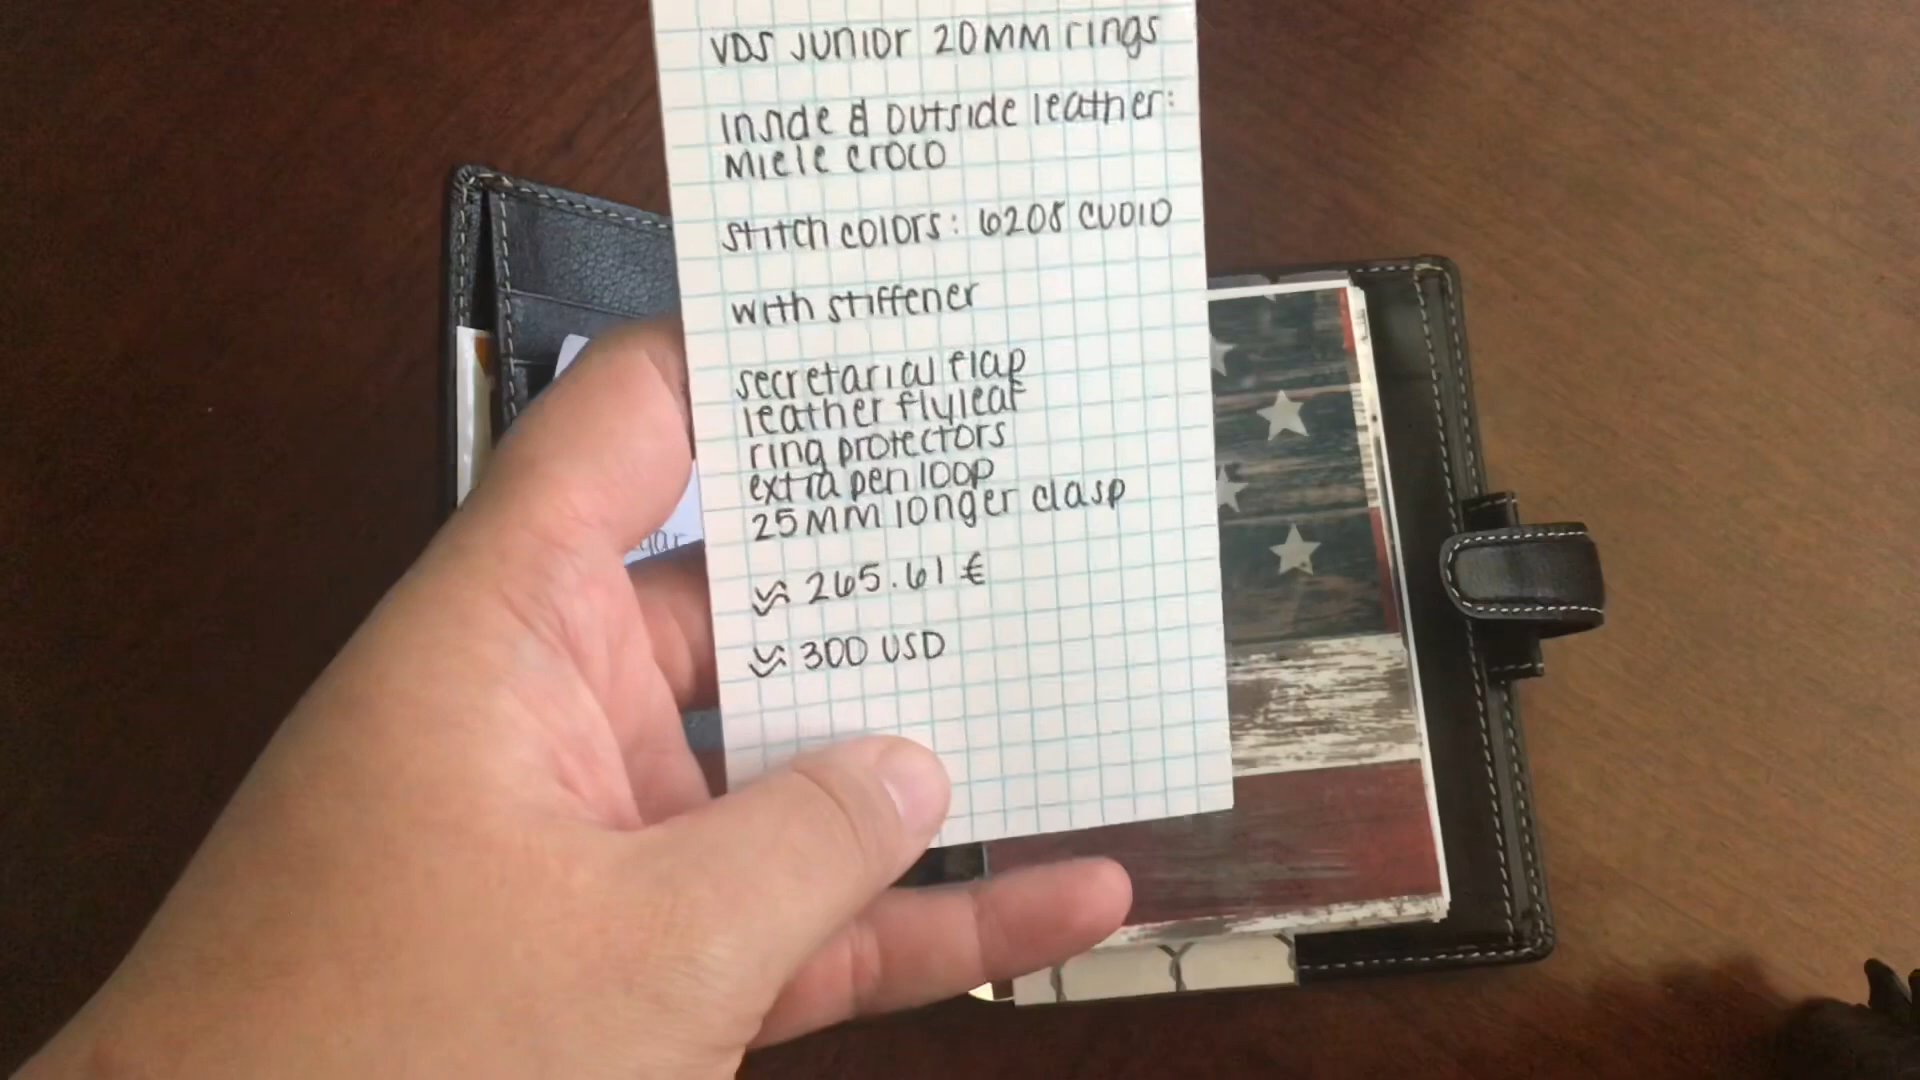 VDS JUNIOR 20MM rings
Inside & outside leather:
Miele croco
stitch colors: 6208 CUOIO
with stiffener
secretarial flap
leather flyleaf
ring protectors
extra pen loop
25MM longer clasp
≈ 265.61 €
≈ 300 USD